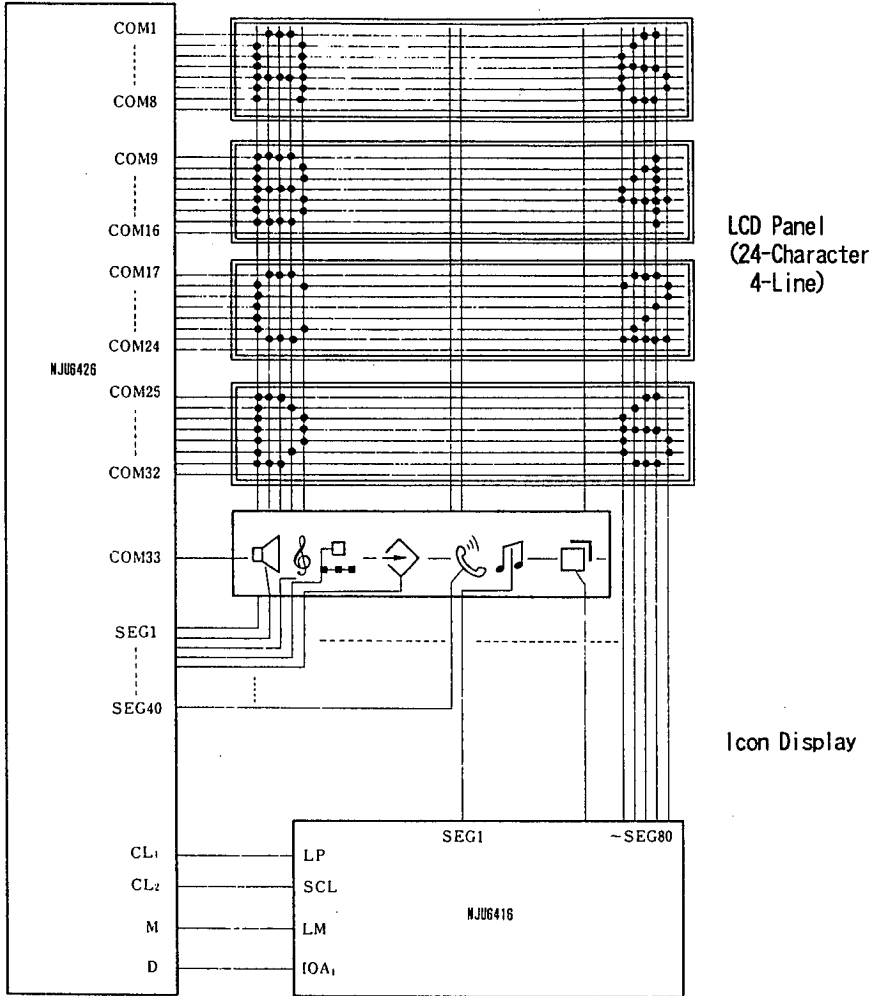 COM1
COM8
COM9
COM16
COM17
COM24
NJU6426
COM25
COM32
COM33
SEG1
SEG40
LCD Panel
(24-Character
4-Line)
Icon Display
SEG1
~SEG80
CL₁
LP
CL₂
SCL
NJU6416
M
LM
D
IOA₁